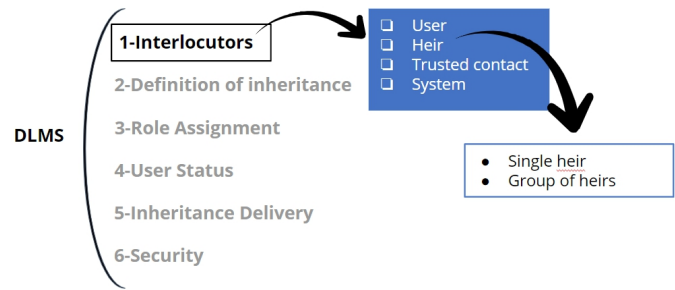 DLMS
1-Interlocutors
2-Definition of inheritance
3-Role Assignment
4-User Status
5-Inheritance Delivery
6-Security
❑ User
❑ Heir
❑ Trusted contact
❑ System
● Single heir
● Group of heirs